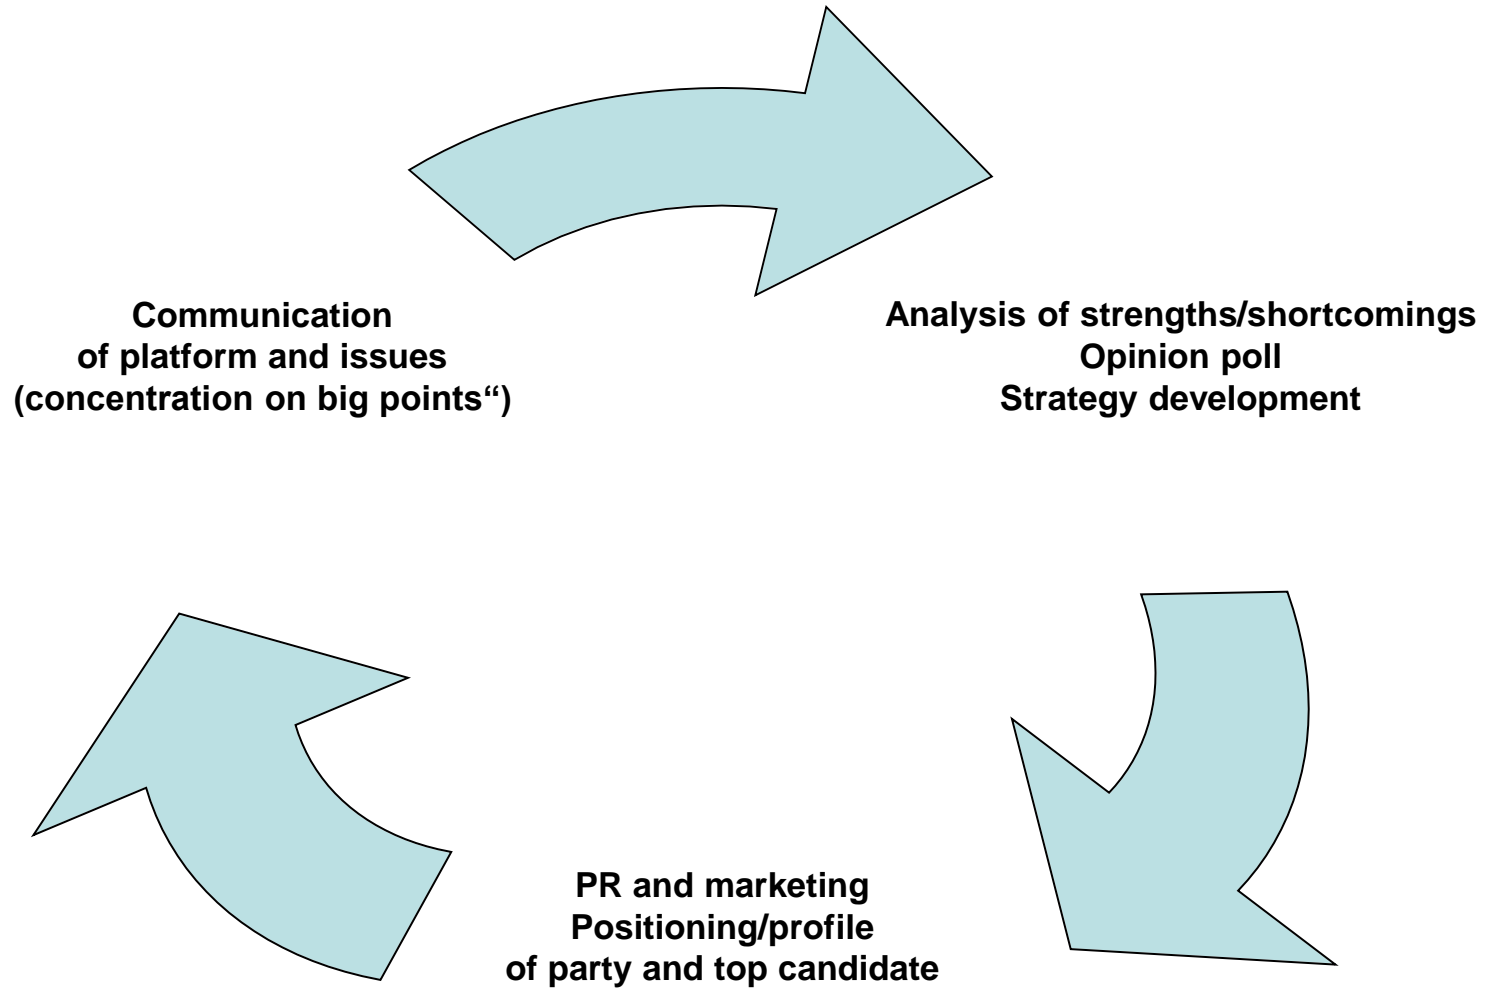 Communication
of platform and issues
(concentration on big points“)
Analysis of strengths/shortcomings
Opinion poll
Strategy development
PR and marketing
Positioning/profile
of party and top candidate